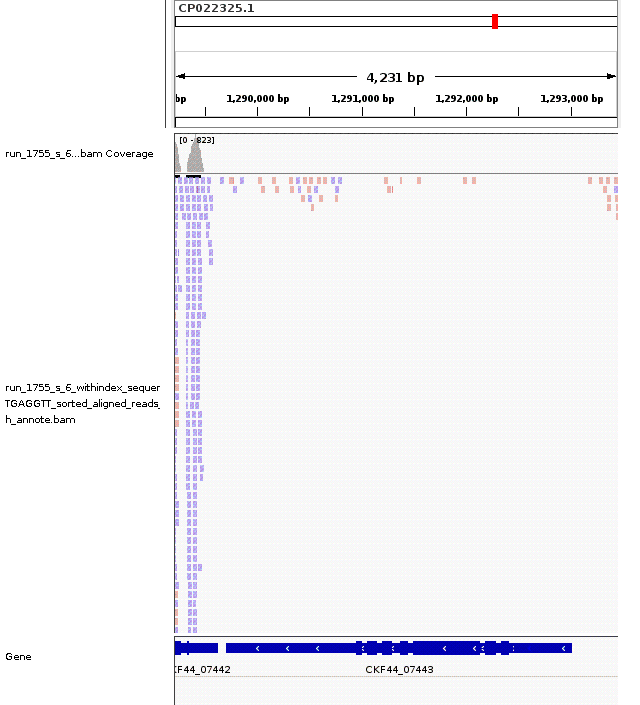 CP022325.1
4,231 bp
bp 1,290,000 bp 1,291,000 bp 1,292,000 bp 1,293,000 bp
[0 - 823]
run_1755_s_6...bam Coverage
run_1755_s_6_withindex_sequer
TGAGGTT_sorted_aligned_reads_
h_annote.bam
Gene
KF44_07442 CKF44_07443